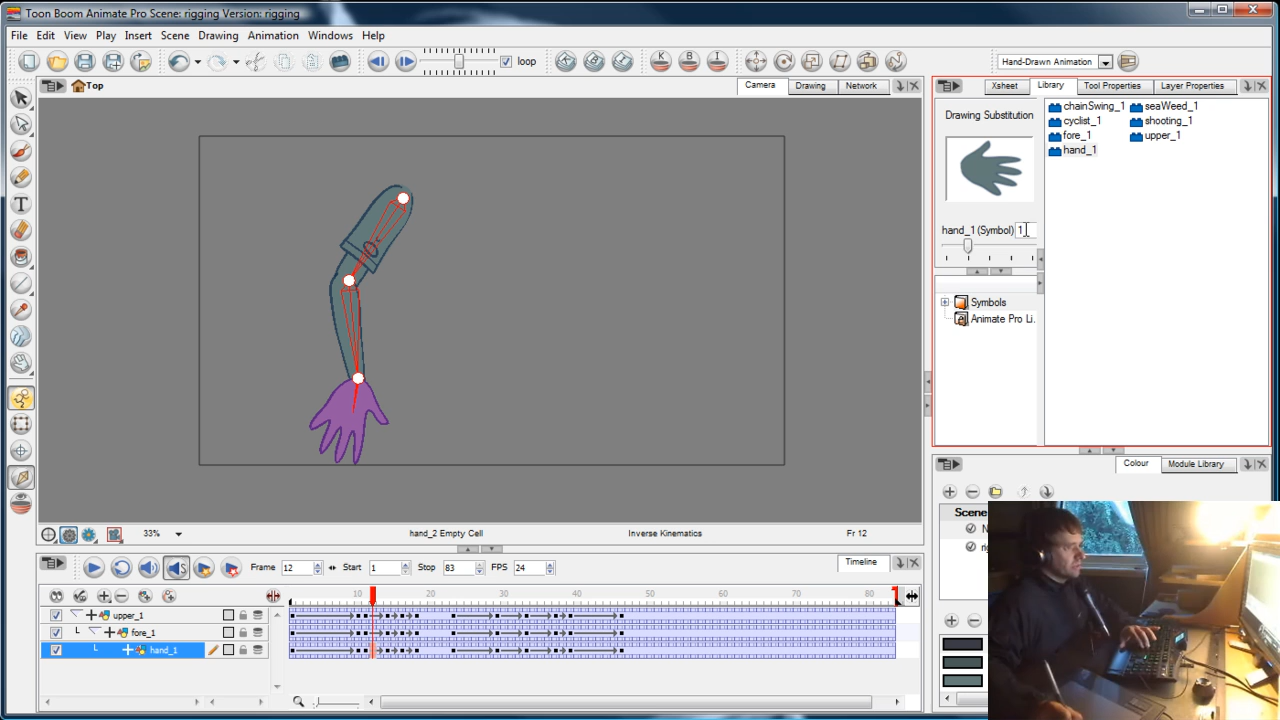 Toon Boom Animate Pro Scene: rigging Version: rigging
File Edit View Play Insert Scene Drawing Animation Windows Help
loop
K B I
Hand-Drawn Animation
Top
Camera Drawing Network
Xsheet Library Tool Properties Layer Properties
Drawing Substitution
chainSwing_1 seaWeed_1
cyclist_1 shooting_1
fore_1 upper_1
hand_1
hand_1 (Symbol) 1
Symbols
Animate Pro Li.
T
Colour Module Library
Scene
N
33% hand_2 Empty Cell Inverse Kinematics Fr 12
Timeline
Frame 12 Start 1 Stop 83 FPS 24
10 20 30 40 50 60 70 80
upper_1
fore_1
hand_1